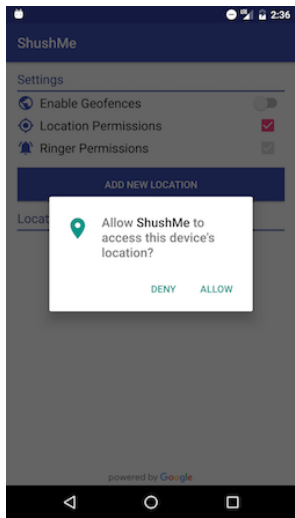 2:36
ShushMe
Settings
Enable Geofences
Location Permissions
Ringer Permissions
ADD NEW LOCATION
Locat
Allow ShushMe to
access this device's
location?
DENY ALLOW
powered by Google